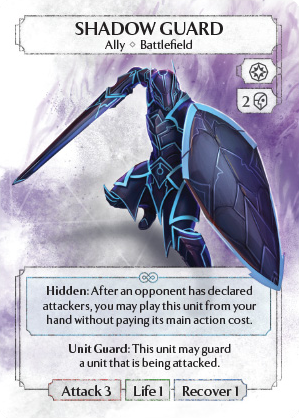 SHADOW GUARD
Ally ⬦ Battlefield
2
Hidden: After an opponent has declared
attackers, you may play this unit from your
hand without paying its main action cost.
Unit Guard: This unit may guard
a unit that is being attacked.
Attack 3 Life 1 Recover 1